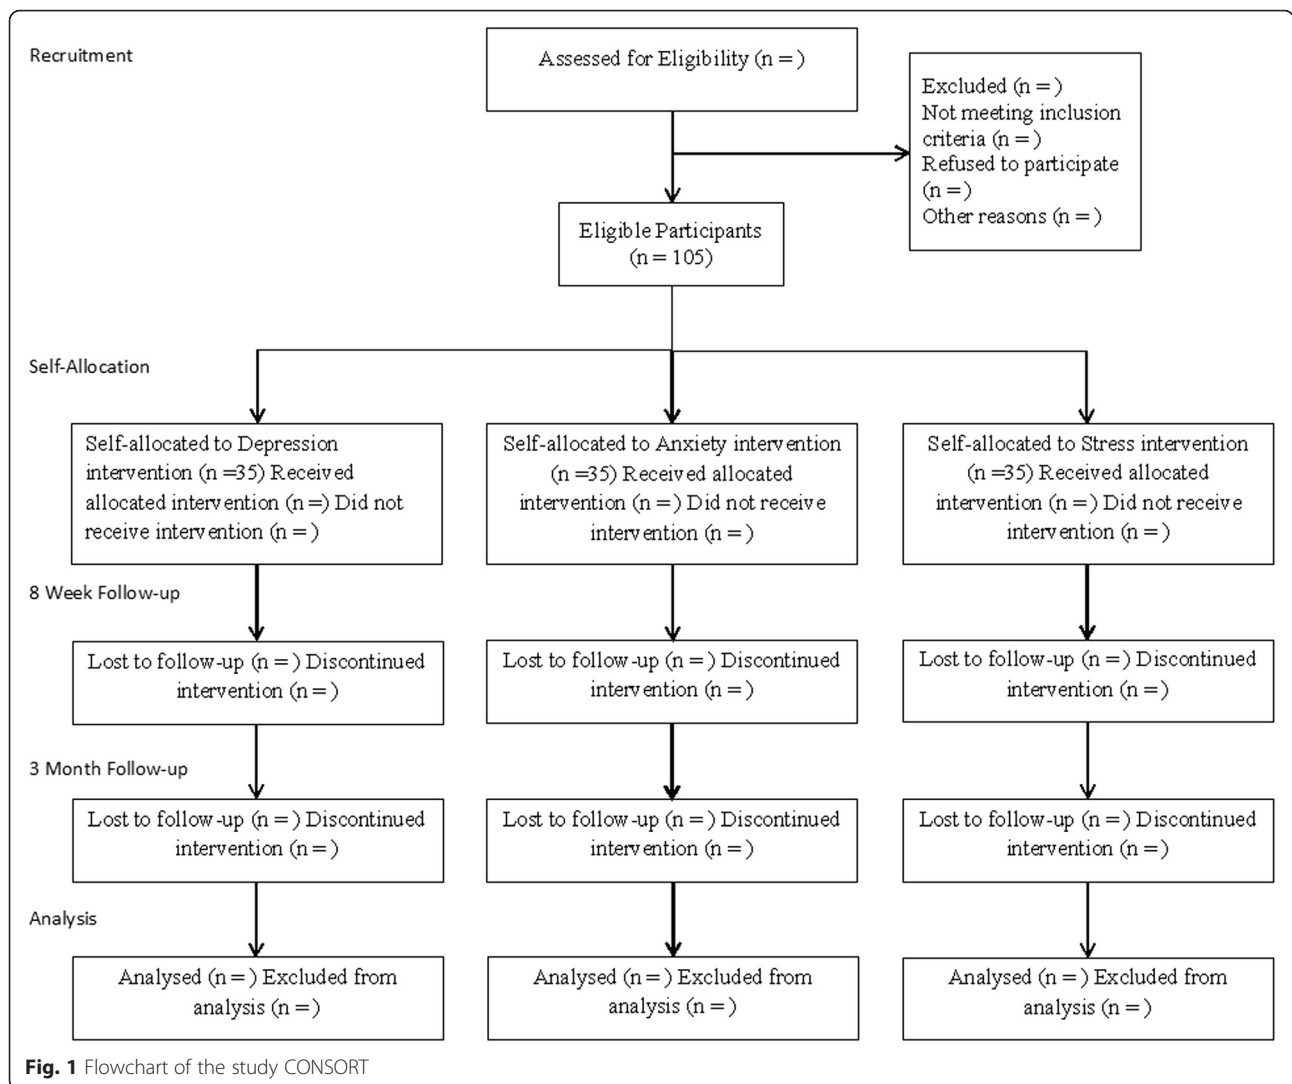 Recruitment
Assessed for Eligibility (n = )
Excluded (n = )
Not meeting inclusion
criteria (n = )
Refused to participate
(n = )
Other reasons (n = )
Eligible Participants
(n = 105)
Self-Allocation
Self-allocated to Depression
intervention (n =35) Received
allocated intervention (n =) Did not
receive intervention (n = )
Self-allocated to Anxiety intervention
(n =35) Received allocated
intervention (n = ) Did not receive
intervention (n = )
Self-allocated to Stress intervention
(n =35) Received allocated
intervention (n = ) Did not receive
intervention (n = )
8 Week Follow-up
Lost to follow-up (n = ) Discontinued
intervention (n = )
Lost to follow-up (n = ) Discontinued
intervention (n = )
Lost to follow-up (n = ) Discontinued
intervention (n = )
3 Month Follow-up
Lost to follow-up (n = ) Discontinued
intervention (n = )
Lost to follow-up (n = ) Discontinued
intervention (n = )
Lost to follow-up (n = ) Discontinued
intervention (n = )
Analysis
Analysed (n = ) Excluded from
analysis (n = )
Analysed (n = ) Excluded from
analysis (n = )
Analysed (n = ) Excluded from
analysis (n = )
Fig. 1 Flowchart of the study CONSORT